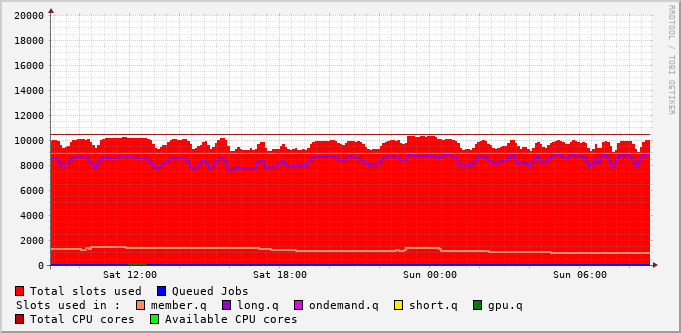 20000
18000
16000
14000
12000
10000
8000
6000
4000
2000
0
Sat 12:00 Sat 18:00 Sun 00:00 Sun 06:00
RRDTOOL / TOBI OETIKER
Total slots used Queued Jobs
Slots used in : member.q long.q ondemand.q short.q gpu.q
Total CPU cores Available CPU cores